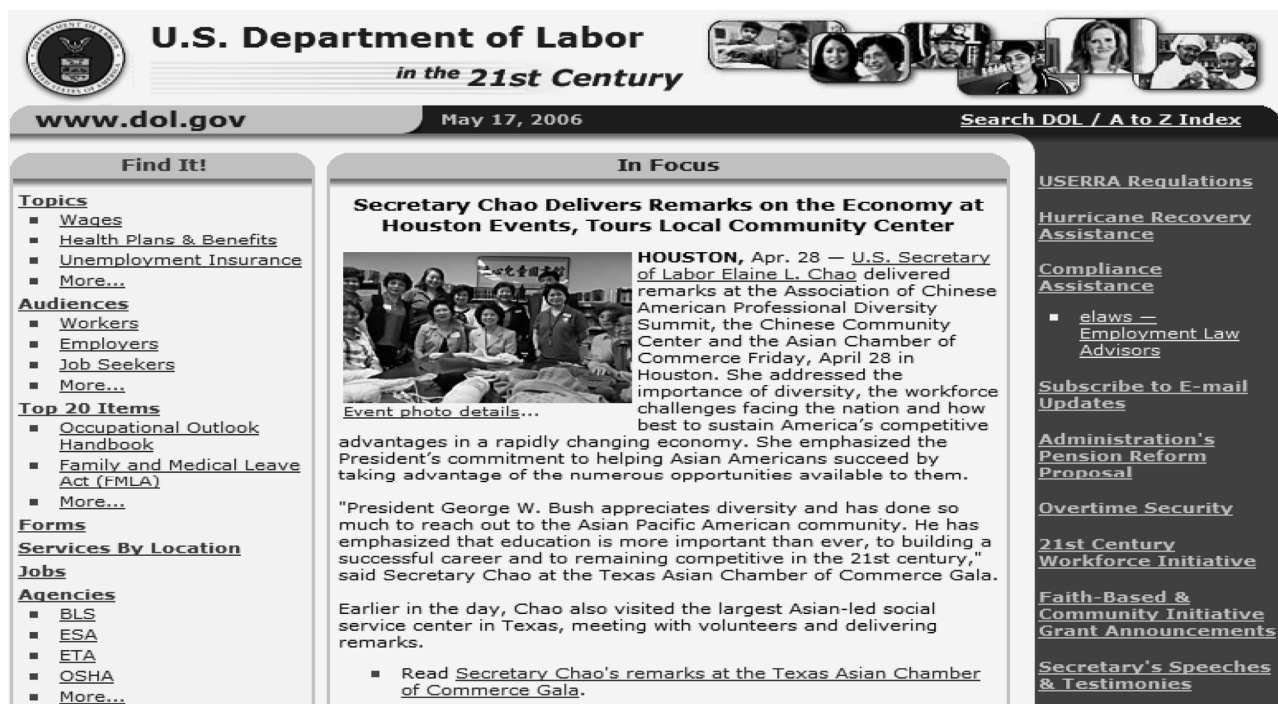 U.S. Department of Labor
in the 21st Century
www.dol.gov
May 17, 2006
Search DOL / A to Z Index
Find It!
Topics
Wages
Health Plans & Benefits
Unemployment Insurance
More...
Audiences
Workers
Employers
Job Seekers
More...
Top 20 Items
Occupational Outlook
Handbook
Family and Medical Leave
Act (FMLA)
More...
Forms
Services By Location
Jobs
Agencies
BLS
ESA
ETA
OSHA
More...
In Focus
Secretary Chao Delivers Remarks on the Economy at
Houston Events, Tours Local Community Center
HOUSTON, Apr. 28 — U.S. Secretary
of Labor Elaine L. Chao delivered
remarks at the Association of Chinese
American Professional Diversity
Summit, the Chinese Community
Center and the Asian Chamber of
Commerce Friday, April 28 in
Houston. She addressed the
importance of diversity, the workforce
challenges facing the nation and how
best to sustain America's competitive
Event photo details...
advantages in a rapidly changing economy. She emphasized the
President's commitment to helping Asian Americans succeed by
taking advantage of the numerous opportunities available to them.
"President George W. Bush appreciates diversity and has done so
much to reach out to the Asian Pacific American community. He has
emphasized that education is more important than ever, to building a
successful career and to remaining competitive in the 21st century,"
said Secretary Chao at the Texas Asian Chamber of Commerce Gala.
Earlier in the day, Chao also visited the largest Asian-led social
service center in Texas, meeting with volunteers and delivering
remarks.
Read Secretary Chao's remarks at the Texas Asian Chamber
of Commerce Gala.
USERRA Regulations
Hurricane Recovery
Assistance
Compliance
Assistance
elaws —
Employment Law
Advisors
Subscribe to E-mail
Updates
Administration's
Pension Reform
Proposal
Overtime Security
21st Century
Workforce Initiative
Faith-Based &
Community Initiative
Grant Announcements
Secretary's Speeches
& Testimonies